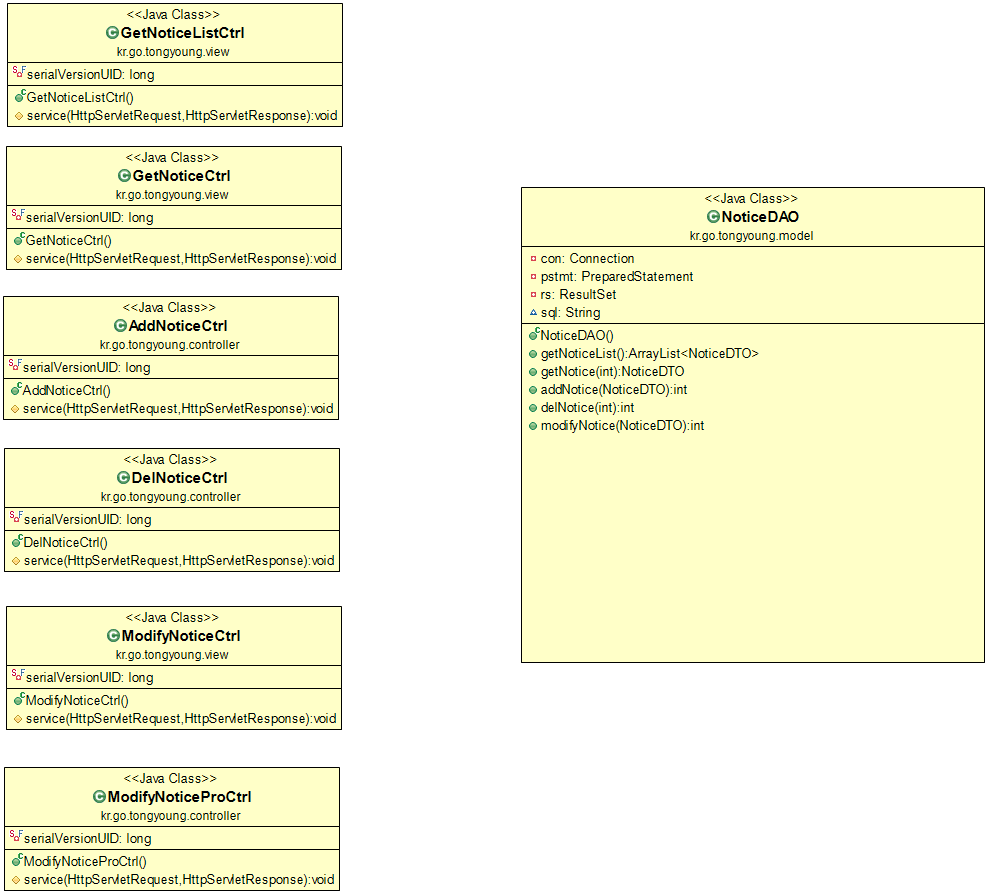 <<Java Class>>
GetNoticeListCtrl
kr.go.tongyoung.view
serialVersionUID: long
GetNoticeListCtrl()
service(HttpServletRequest,HttpServletResponse):void
<<Java Class>>
GetNoticeCtrl
kr.go.tongyoung.view
serialVersionUID: long
GetNoticeCtrl()
service(HttpServletRequest,HttpServletResponse):void
<<Java Class>>
AddNoticeCtrl
kr.go.tongyoung.controller
serialVersionUID: long
AddNoticeCtrl()
service(HttpServletRequest,HttpServletResponse):void
<<Java Class>>
DelNoticeCtrl
kr.go.tongyoung.controller
serialVersionUID: long
DelNoticeCtrl()
service(HttpServletRequest,HttpServletResponse):void
<<Java Class>>
ModifyNoticeCtrl
kr.go.tongyoung.view
serialVersionUID: long
ModifyNoticeCtrl()
service(HttpServletRequest,HttpServletResponse):void
<<Java Class>>
ModifyNoticeProCtrl
kr.go.tongyoung.controller
serialVersionUID: long
ModifyNoticeProCtrl()
service(HttpServletRequest,HttpServletResponse):void
<<Java Class>>
NoticeDAO
kr.go.tongyoung.model
con: Connection
pstmt: PreparedStatement
rs: ResultSet
sql: String
NoticeDAO()
getNoticeList():ArrayList<NoticeDTO>
getNotice(int):NoticeDTO
addNotice(NoticeDTO):int
delNotice(int):int
modifyNotice(NoticeDTO):int